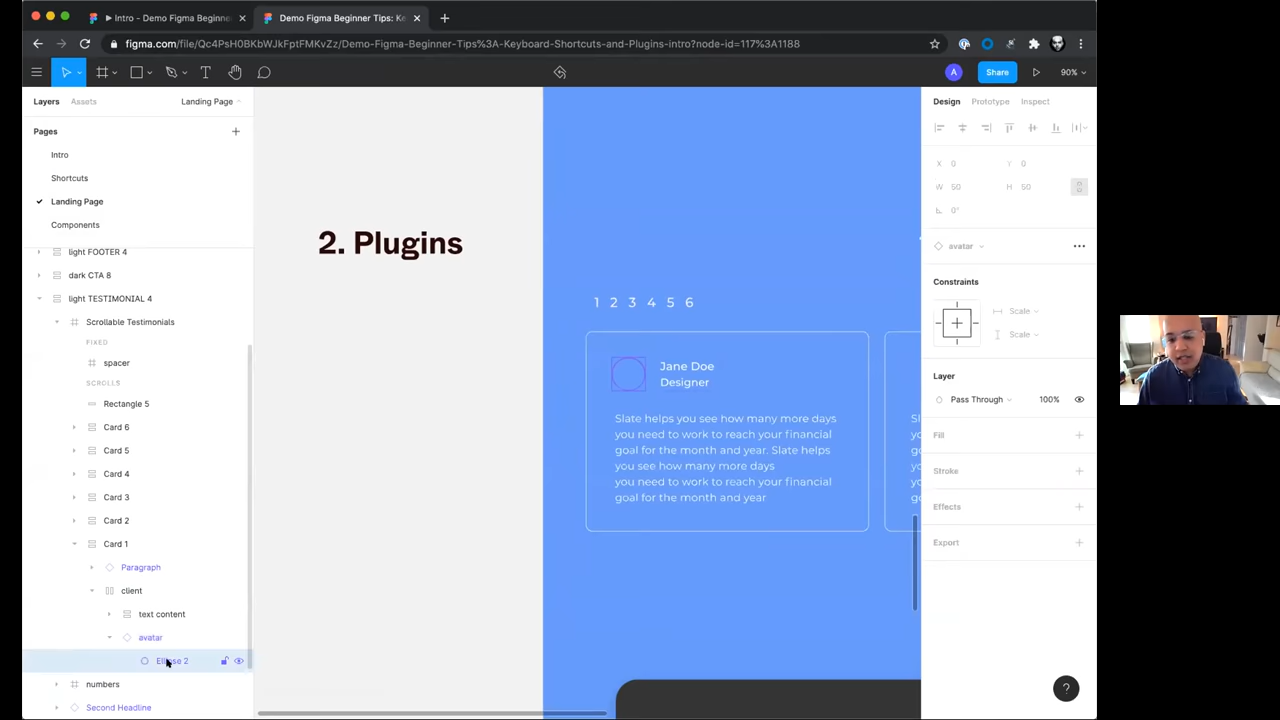 Intro - Demo Figma Beginner
Demo Figma Beginner Tips: Ke
figma.com/file/Qc4PsH0BKbWJkFptFMKvZz/Demo-Figma-Beginner-Tips%3A-Keyboard-Shortcuts-and-Plugins-intro?node-id=117%3A1188
A
Share
90%
Layers
Assets
Landing Page
Design
Prototype
Inspect
Pages
Intro
Shortcuts
Landing Page
Components
light FOOTER 4
dark CTA 8
light TESTIMONIAL 4
Scrollable Testimonials
FIXED
spacer
SCROLLS
Rectangle 5
Card 6
Card 5
Card 4
Card 3
Card 2
Card 1
Paragraph
client
text content
avatar
Ellipse 2
numbers
Second Headline
2. Plugins
1 2 3 4 5 6
Jane Doe
Designer
Slate helps you see how many more days
you need to work to reach your financial
goal for the month and year. Slate helps
you see how many more days
you need to work to reach your financial
goal for the month and year
X 0
Y 0
W 50
H 50
0°
avatar
Constraints
Scale
Scale
Layer
Pass Through
100%
Fill
Stroke
Effects
Export
?